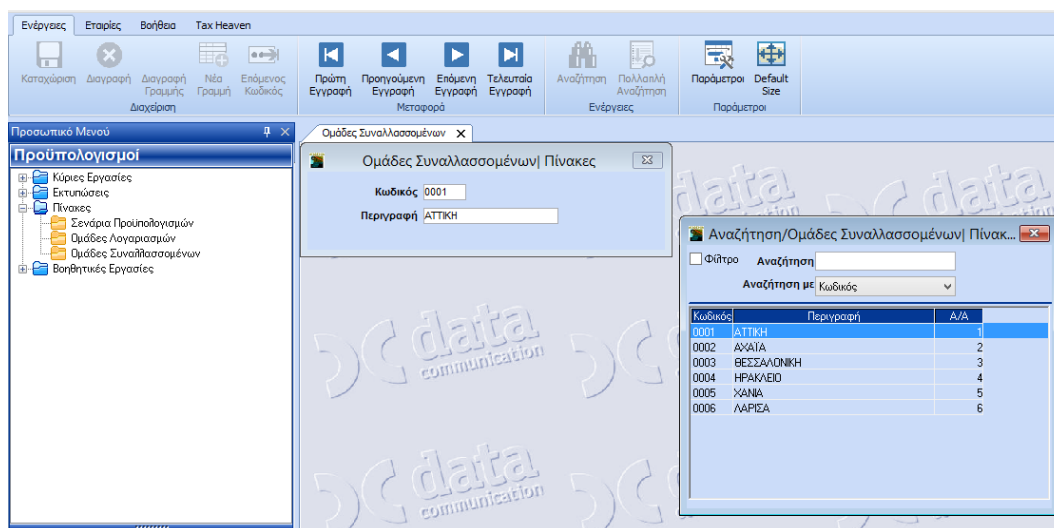 Ενέργειες Εταιρίες Βοήθεια Tax Heaven
Καταχώριση Διαγραφή Διαγραφή Γραμμής Νέα Γραμμή Επόμενος Κωδικός
Διαχείριση
Πρώτη Εγγραφή Προηγούμενη Εγγραφή Επόμενη Εγγραφή Τελευταία Εγγραφή
Μεταφορά
Αναζήτηση Πολλαπλή Αναζήτηση
Ενέργειες
Παράμετροι Default Size
Παράμετροι
Προσωπικό Μενού
Προϋπολογισμοί
Κύριες Εργασίες
Εκτυπώσεις
Πίνακες
Σενάρια Προϋπολογισμών
Ομάδες Λογαριασμών
Ομάδες Συναλλασσομένων
Βοηθητικές Εργασίες
Ομάδες Συναλλασσομένων
Ομάδες Συναλλασσομένων| Πίνακες
Κωδικός 0001
Περιγραφή ΑΤΤΙΚΗ
Αναζήτηση/Ομάδες Συναλλασσομένων| Πίνακ...
Φίλτρο Αναζήτηση
Αναζήτηση με Κωδικός
Κωδικός Περιγραφή Α/Α
0001 ΑΤΤΙΚΗ 1
0002 ΑΧΑΪΑ 2
0003 ΘΕΣΣΑΛΟΝΙΚΗ 3
0004 ΗΡΑΚΛΕΙΟ 4
0005 ΧΑΝΙΑ 5
0006 ΛΑΡΙΣΑ 6
data
communication
data
communication
data
data